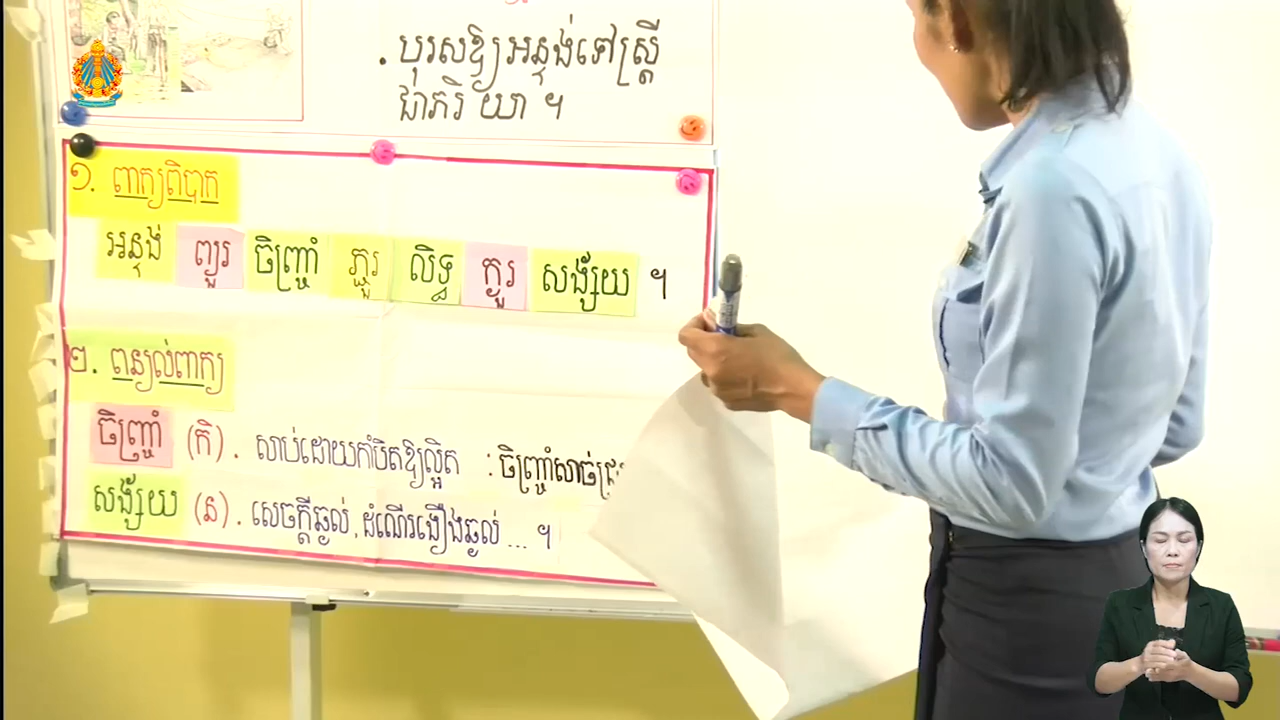 . បុរសឱ្យអន្ទង់ទៅស្ត្រី
ជាភរិយា ។
១. ពាក្យពិបាក
អន្ទង់ ព្យួរ ចិញ្ច្រាំ ភ្ជួរ លិទ្ធ ក្ងួរ សង្ស័យ ។
២. ពន្យល់ពាក្យ
ចិញ្ច្រាំ (កិ) . សាប់ដោយកាំបិតឱ្យល្អិត : ចិញ្ច្រាំសាច់
សង្ស័យ (ន) . សេចក្ដីឆ្ងល់ , ដំណើរងឿងឆ្ងល់ ... ។